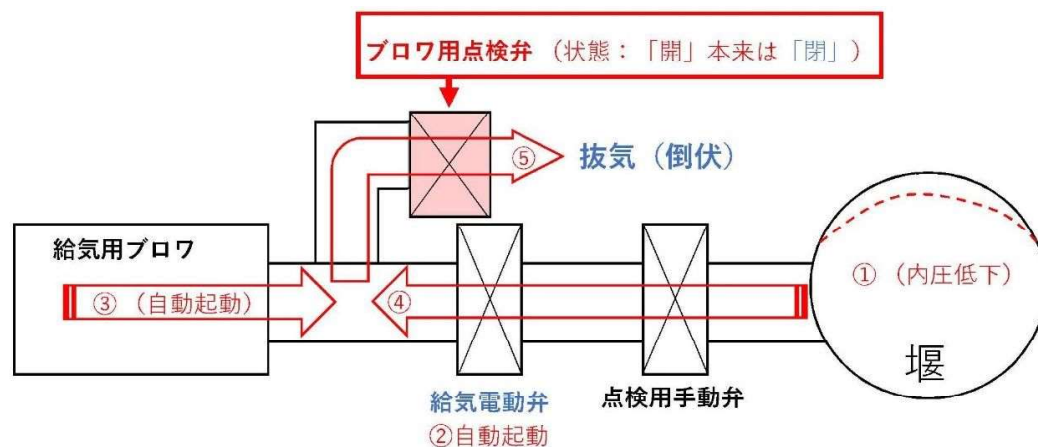 ブロワ用点検弁 (状態：「開」本来は「閉」)
⑤
抜気 (倒伏)
給気用ブロワ
③ (自動起動)
④
① (内圧低下)
堰
給気電動弁
②自動起動
点検用手動弁